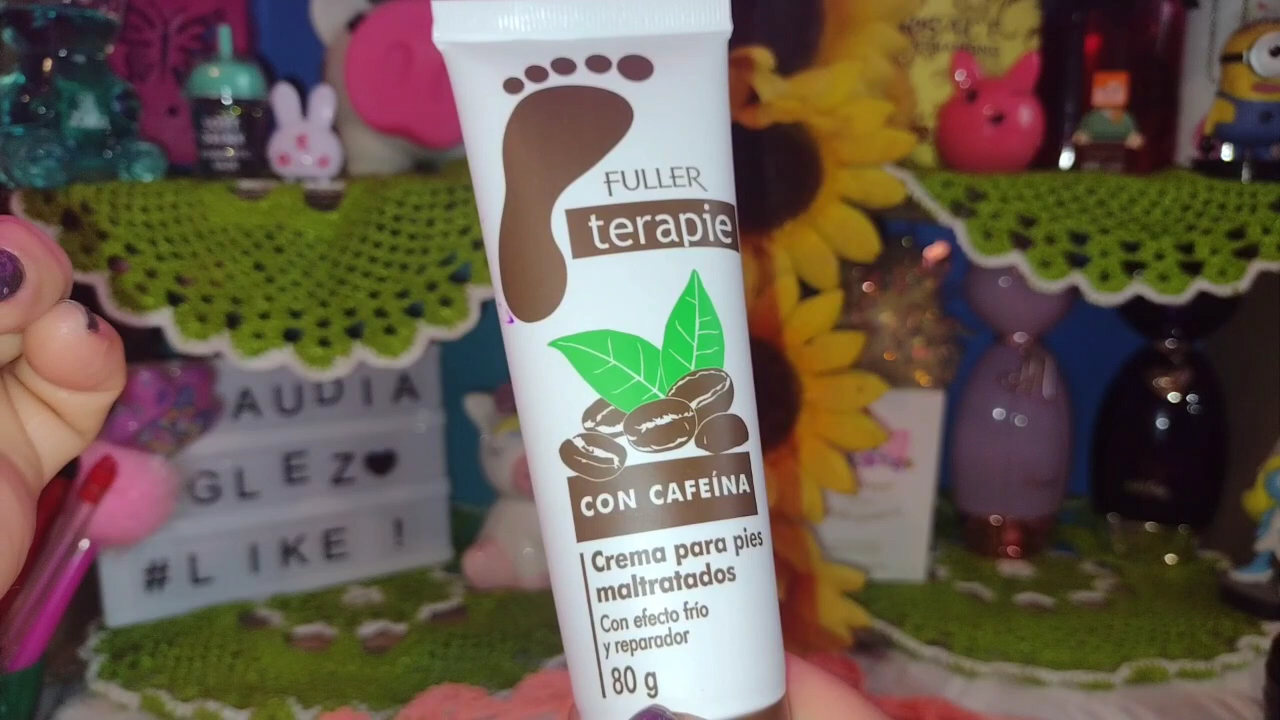 FULLER
terapie
CON CAFEÍNA
Crema para pies
maltratados
Con efecto frío
y reparador
80 g
AUDIA
GLEZ♥
#LIKE !